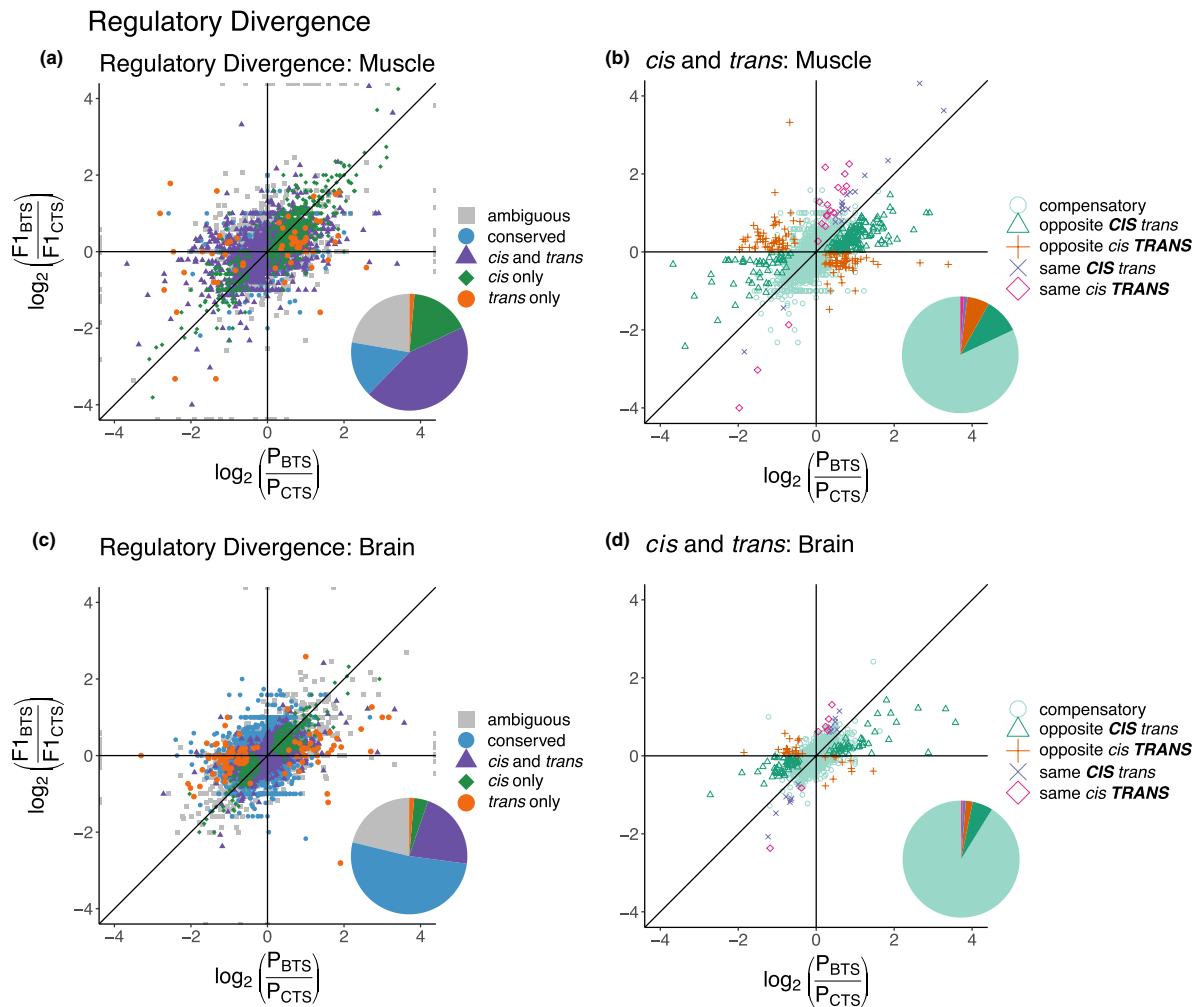 Regulatory Divergence
(a) Regulatory Divergence: Muscle
4
2
0
−2
−4
−4 −2 0 2 4
log2 (F1BTS / F1CTS)
log2 (PBTS / PCTS)
ambiguous
conserved
cis and trans
cis only
trans only
(b) cis and trans: Muscle
4
2
0
−2
−4
−4 −2 0 2 4
log2 (PBTS / PCTS)
compensatory
opposite CIS trans
opposite cis TRANS
same CIS trans
same cis TRANS
(c) Regulatory Divergence: Brain
4
2
0
−2
−4
−4 −2 0 2 4
log2 (F1BTS / F1CTS)
log2 (PBTS / PCTS)
ambiguous
conserved
cis and trans
cis only
trans only
(d) cis and trans: Brain
4
2
0
−2
−4
−4 −2 0 2 4
log2 (PBTS / PCTS)
compensatory
opposite CIS trans
opposite cis TRANS
same CIS trans
same cis TRANS